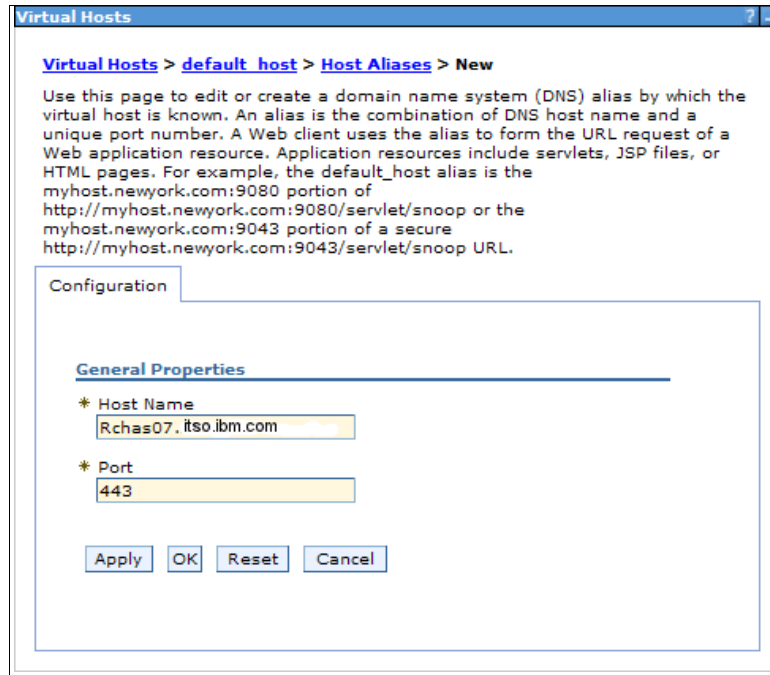 Virtual Hosts ? -
Virtual Hosts > default_host > Host Aliases > New
Use this page to edit or create a domain name system (DNS) alias by which the
virtual host is known. An alias is the combination of DNS host name and a
unique port number. A Web client uses the alias to form the URL request of a
Web application resource. Application resources include servlets, JSP files, or
HTML pages. For example, the default_host alias is the
myhost.newyork.com:9080 portion of
http://myhost.newyork.com:9080/servlet/snoop or the
myhost.newyork.com:9043 portion of a secure
http://myhost.newyork.com:9043/servlet/snoop URL.
Configuration
General Properties
* Host Name
Rchas07.itso.ibm.com
* Port
443
Apply OK Reset Cancel